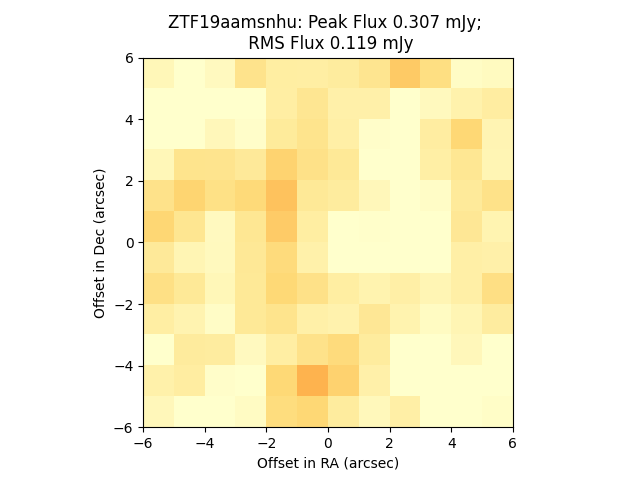 ZTF19aamsnhu: Peak Flux 0.307 mJy;
RMS Flux 0.119 mJy
6
4
2
0
−2
−4
−6
Offset in Dec (arcsec)
−6 −4 −2 0 2 4 6
Offset in RA (arcsec)